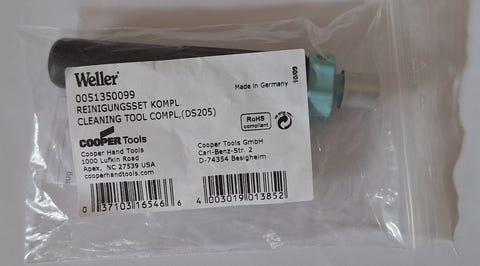 Weller®
Made in Germany
10/09
0051350099
REINIGUNGSSET KOMPL.
CLEANING TOOL COMPL,(DS205)
RoHS
compliant
COOPER Tools
Cooper Hand Tools
1000 Lufkin Road
Apex, NC 27539 USA
cooperhandtools.com
Cooper Tools GmbH
Carl-Benz-Str. 2
D-74354 Besigheim
0 37103 16546 6
4 003019 013852